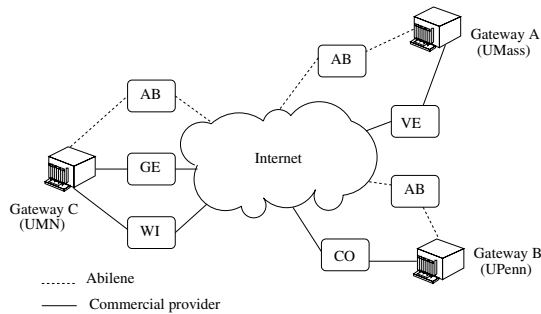 Gateway A
(UMass)
AB
AB
VE
Internet
GE
AB
Gateway C
(UMN)
WI
CO
Gateway B
(UPenn)
Abilene
Commercial provider